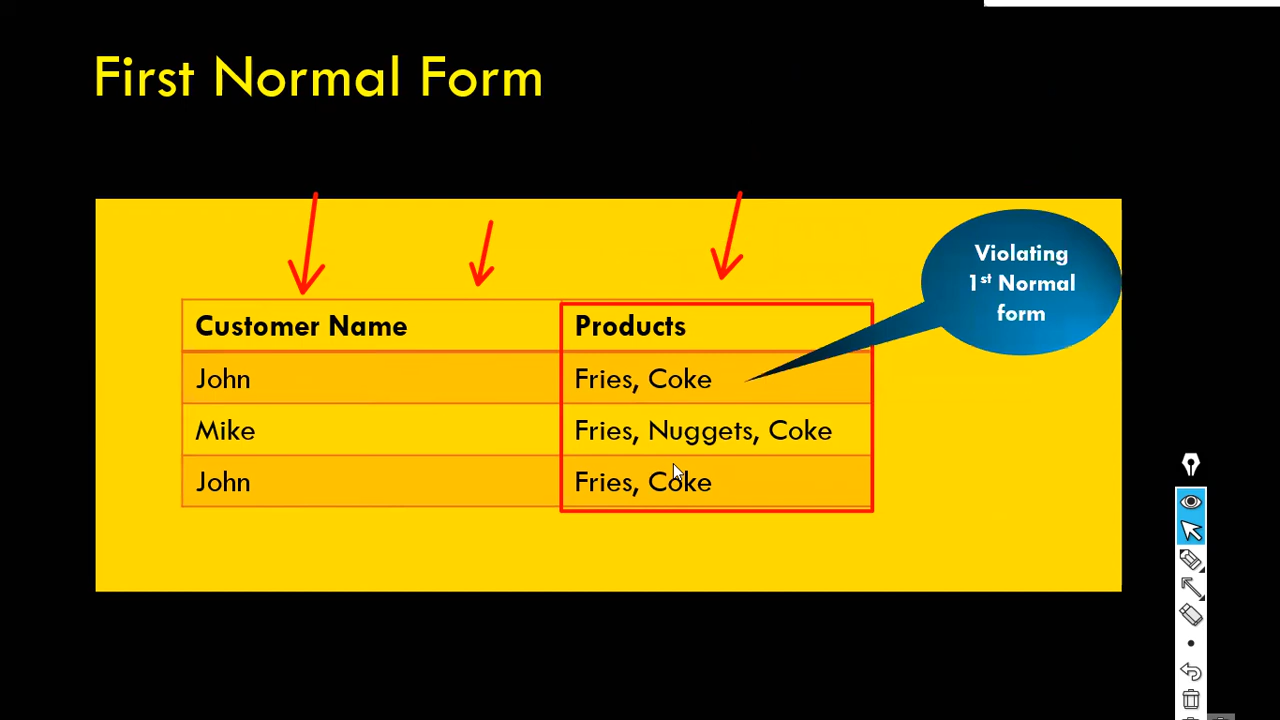 First Normal Form
Violating
1st Normal
form
Customer Name Products
John Fries, Coke
Mike Fries, Nuggets, Coke
John Fries, Coke